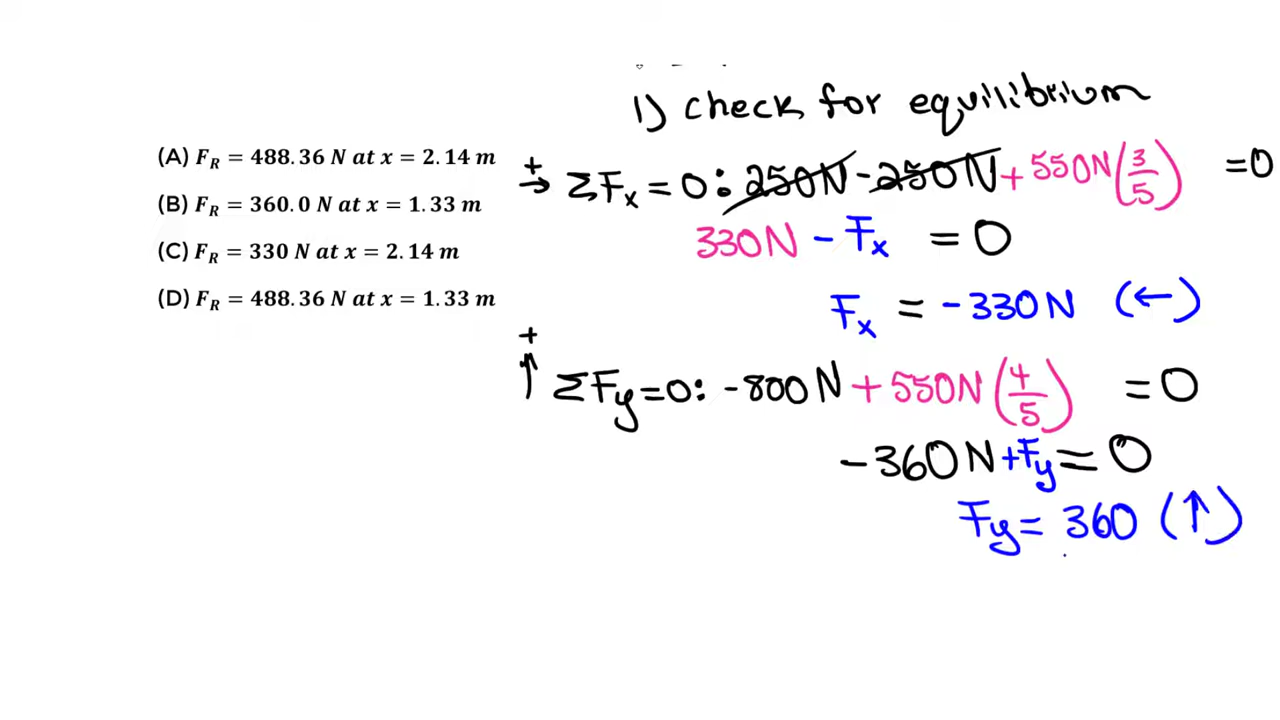 1) check for equilibrium
(A) F_R = 488.36 N at x = 2.14 m
(B) F_R = 360.0 N at x = 1.33 m
(C) F_R = 330 N at x = 2.14 m
(D) F_R = 488.36 N at x = 1.33 m
+
→ ΣFx = 0: 250N - 250N + 550N (3/5) = 0
330N - Fx = 0
Fx = -330N (←)
+
↑ ΣFy = 0: -800N + 550N (4/5) = 0
-360N + Fy = 0
Fy = 360 (↑)